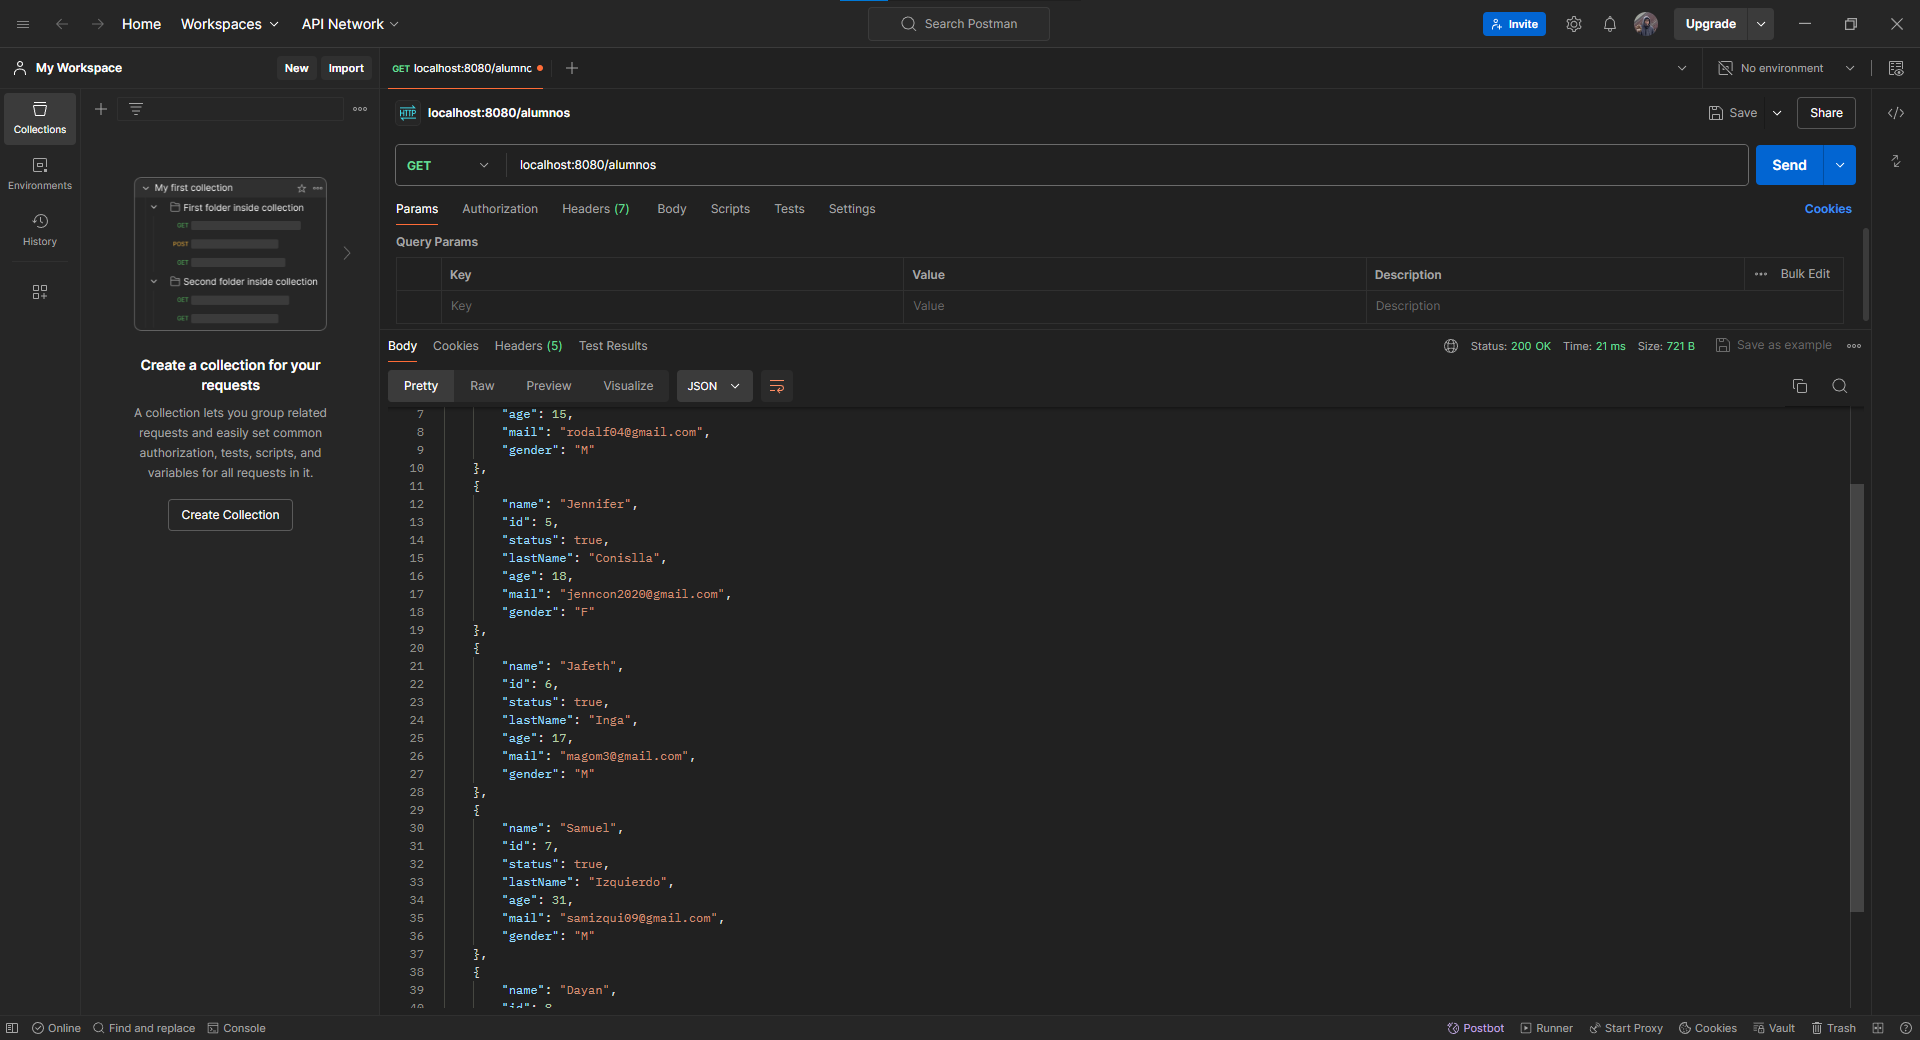 Home Workspaces API Network Search Postman Invite Upgrade
My Workspace New Import GET localhost:8080/alumnc No environment
Collections
Environments
History
My first collection
First folder inside collection
GET
POST
GET
Second folder inside collection
GET
GET
Create a collection for your
requests
A collection lets you group related
requests and easily set common
authorization, tests, scripts, and
variables for all requests in it.
Create Collection
HTTP localhost:8080/alumnos Save Share
GET localhost:8080/alumnos Send
Params Authorization Headers (7) Body Scripts Tests Settings Cookies
Query Params
Key Value Description Bulk Edit
Key Value Description
Body Cookies Headers (5) Test Results Status: 200 OK Time: 21 ms Size: 721 B Save as example
Pretty Raw Preview Visualize JSON
7 "age": 15,
8 "mail": "rodalf04@gmail.com",
9 "gender": "M"
10 },
11 {
12 "name": "Jennifer",
13 "id": 5,
14 "status": true,
15 "lastName": "Conislla",
16 "age": 18,
17 "mail": "jenncon2020@gmail.com",
18 "gender": "F"
19 },
20 {
21 "name": "Jafeth",
22 "id": 6,
23 "status": true,
24 "lastName": "Inga",
25 "age": 17,
26 "mail": "magom3@gmail.com",
27 "gender": "M"
28 },
29 {
30 "name": "Samuel",
31 "id": 7,
32 "status": true,
33 "lastName": "Izquierdo",
34 "age": 31,
35 "mail": "samizqui09@gmail.com",
36 "gender": "M"
37 },
38 {
39 "name": "Dayan",
40 "id": 8
Online Find and replace Console Postbot Runner Start Proxy Cookies Vault Trash